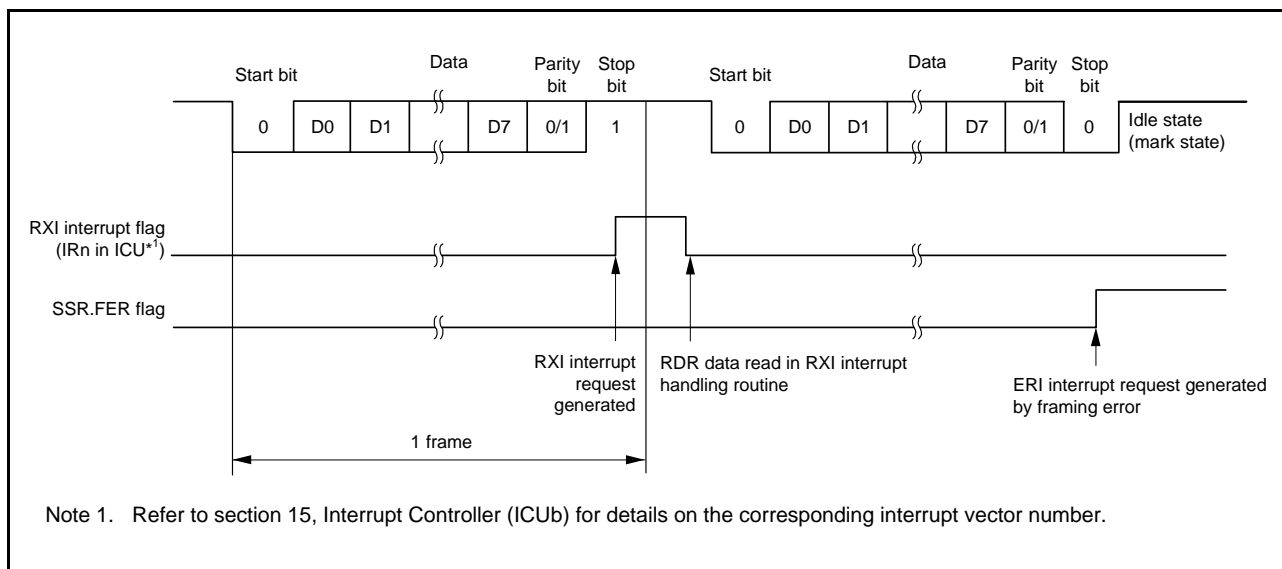 Start bit
Data
Parity bit
Stop bit
Start bit
Data
Parity bit
Stop bit
0 D0 D1 D7 0/1 1 0 D0 D1 D7 0/1 0
Idle state
(mark state)
RXI interrupt flag
(IRn in ICU*1)
SSR.FER flag
RXI interrupt
request
generated
RDR data read in RXI interrupt
handling routine
ERI interrupt request generated
by framing error
1 frame
Note 1. Refer to section 15, Interrupt Controller (ICUb) for details on the corresponding interrupt vector number.